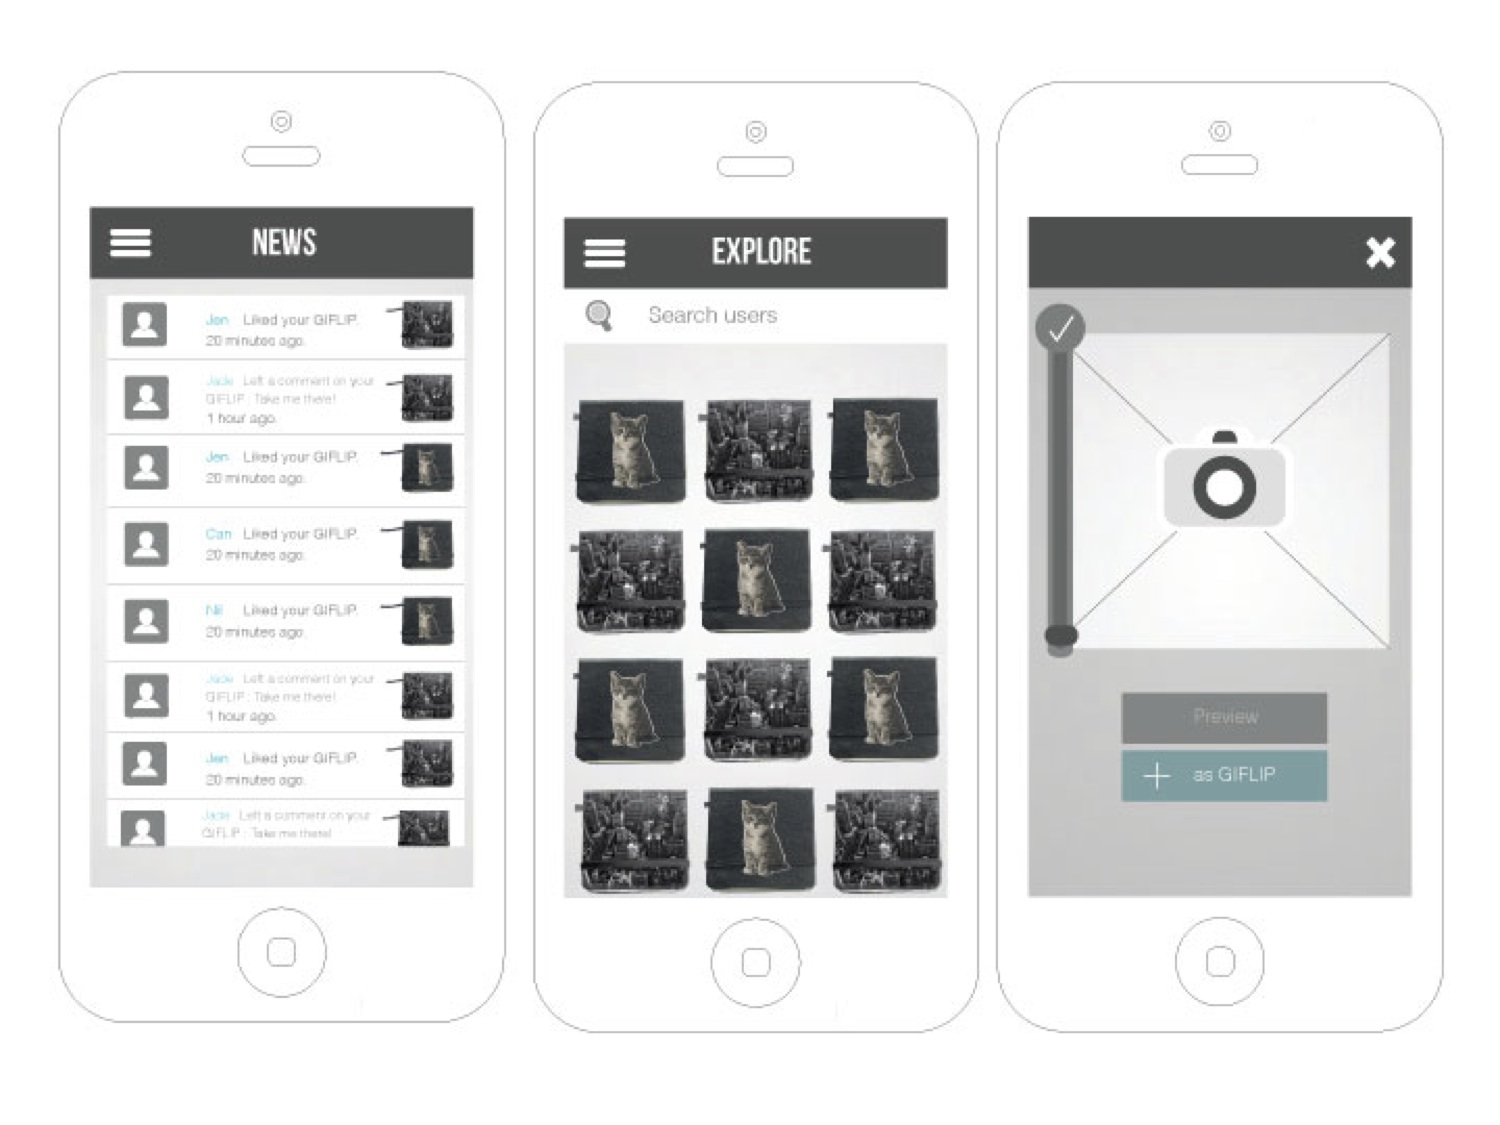 NEWS
Jen Liked your GIFLIP.
20 minutes ago.
Jade Left a comment on your
GIFLIP : Take me there!
1 hour ago.
Jen Liked your GIFLIP.
20 minutes ago.
Can Liked your GIFLIP.
20 minutes ago.
Nil Liked your GIFLIP.
20 minutes ago.
Jade Left a comment on your
GIFLIP : Take me there!
1 hour ago.
Jen Liked your GIFLIP.
20 minutes ago.
Jade Left a comment on your
GIFLIP : Take me there!
EXPLORE
Search users
Preview
as GIFLIP